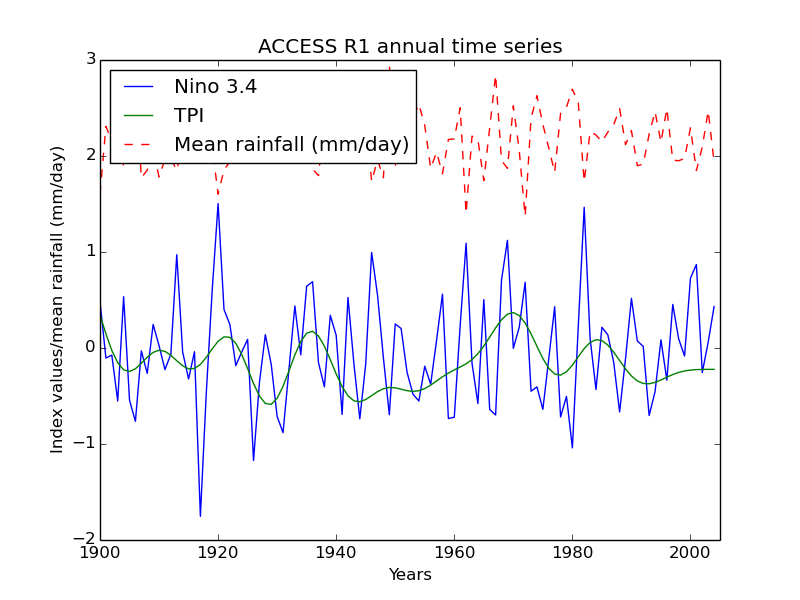 ACCESS R1 annual time series
Nino 3.4
TPI
Mean rainfall (mm/day)
3
2
1
0
−1
−2
Index values/mean rainfall (mm/day)
1900 1920 1940 1960 1980 2000
Years